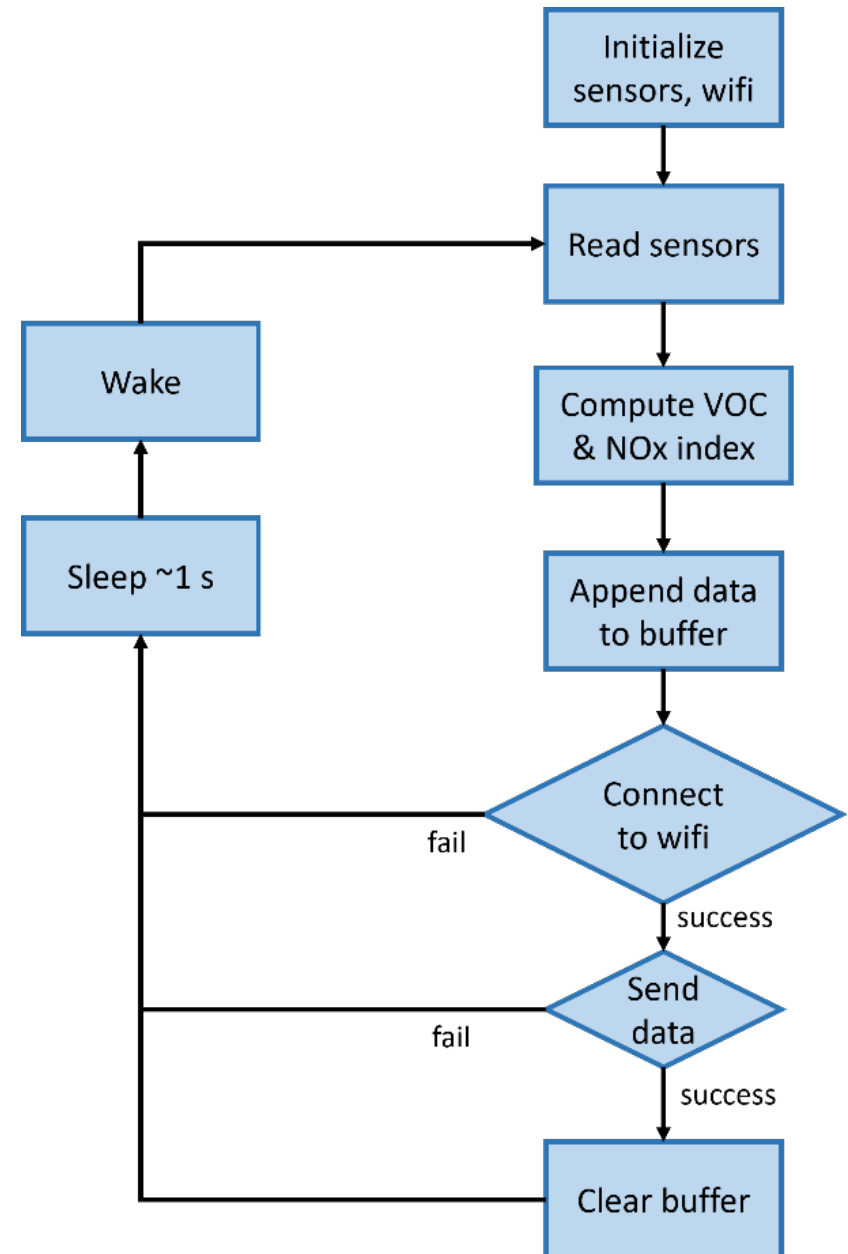 Initialize
sensors, wifi
Read sensors
Wake
Compute VOC
& NOx index
Sleep ~1 s
Append data
to buffer
Connect
to wifi
fail
success
Send
data
fail
success
Clear buffer